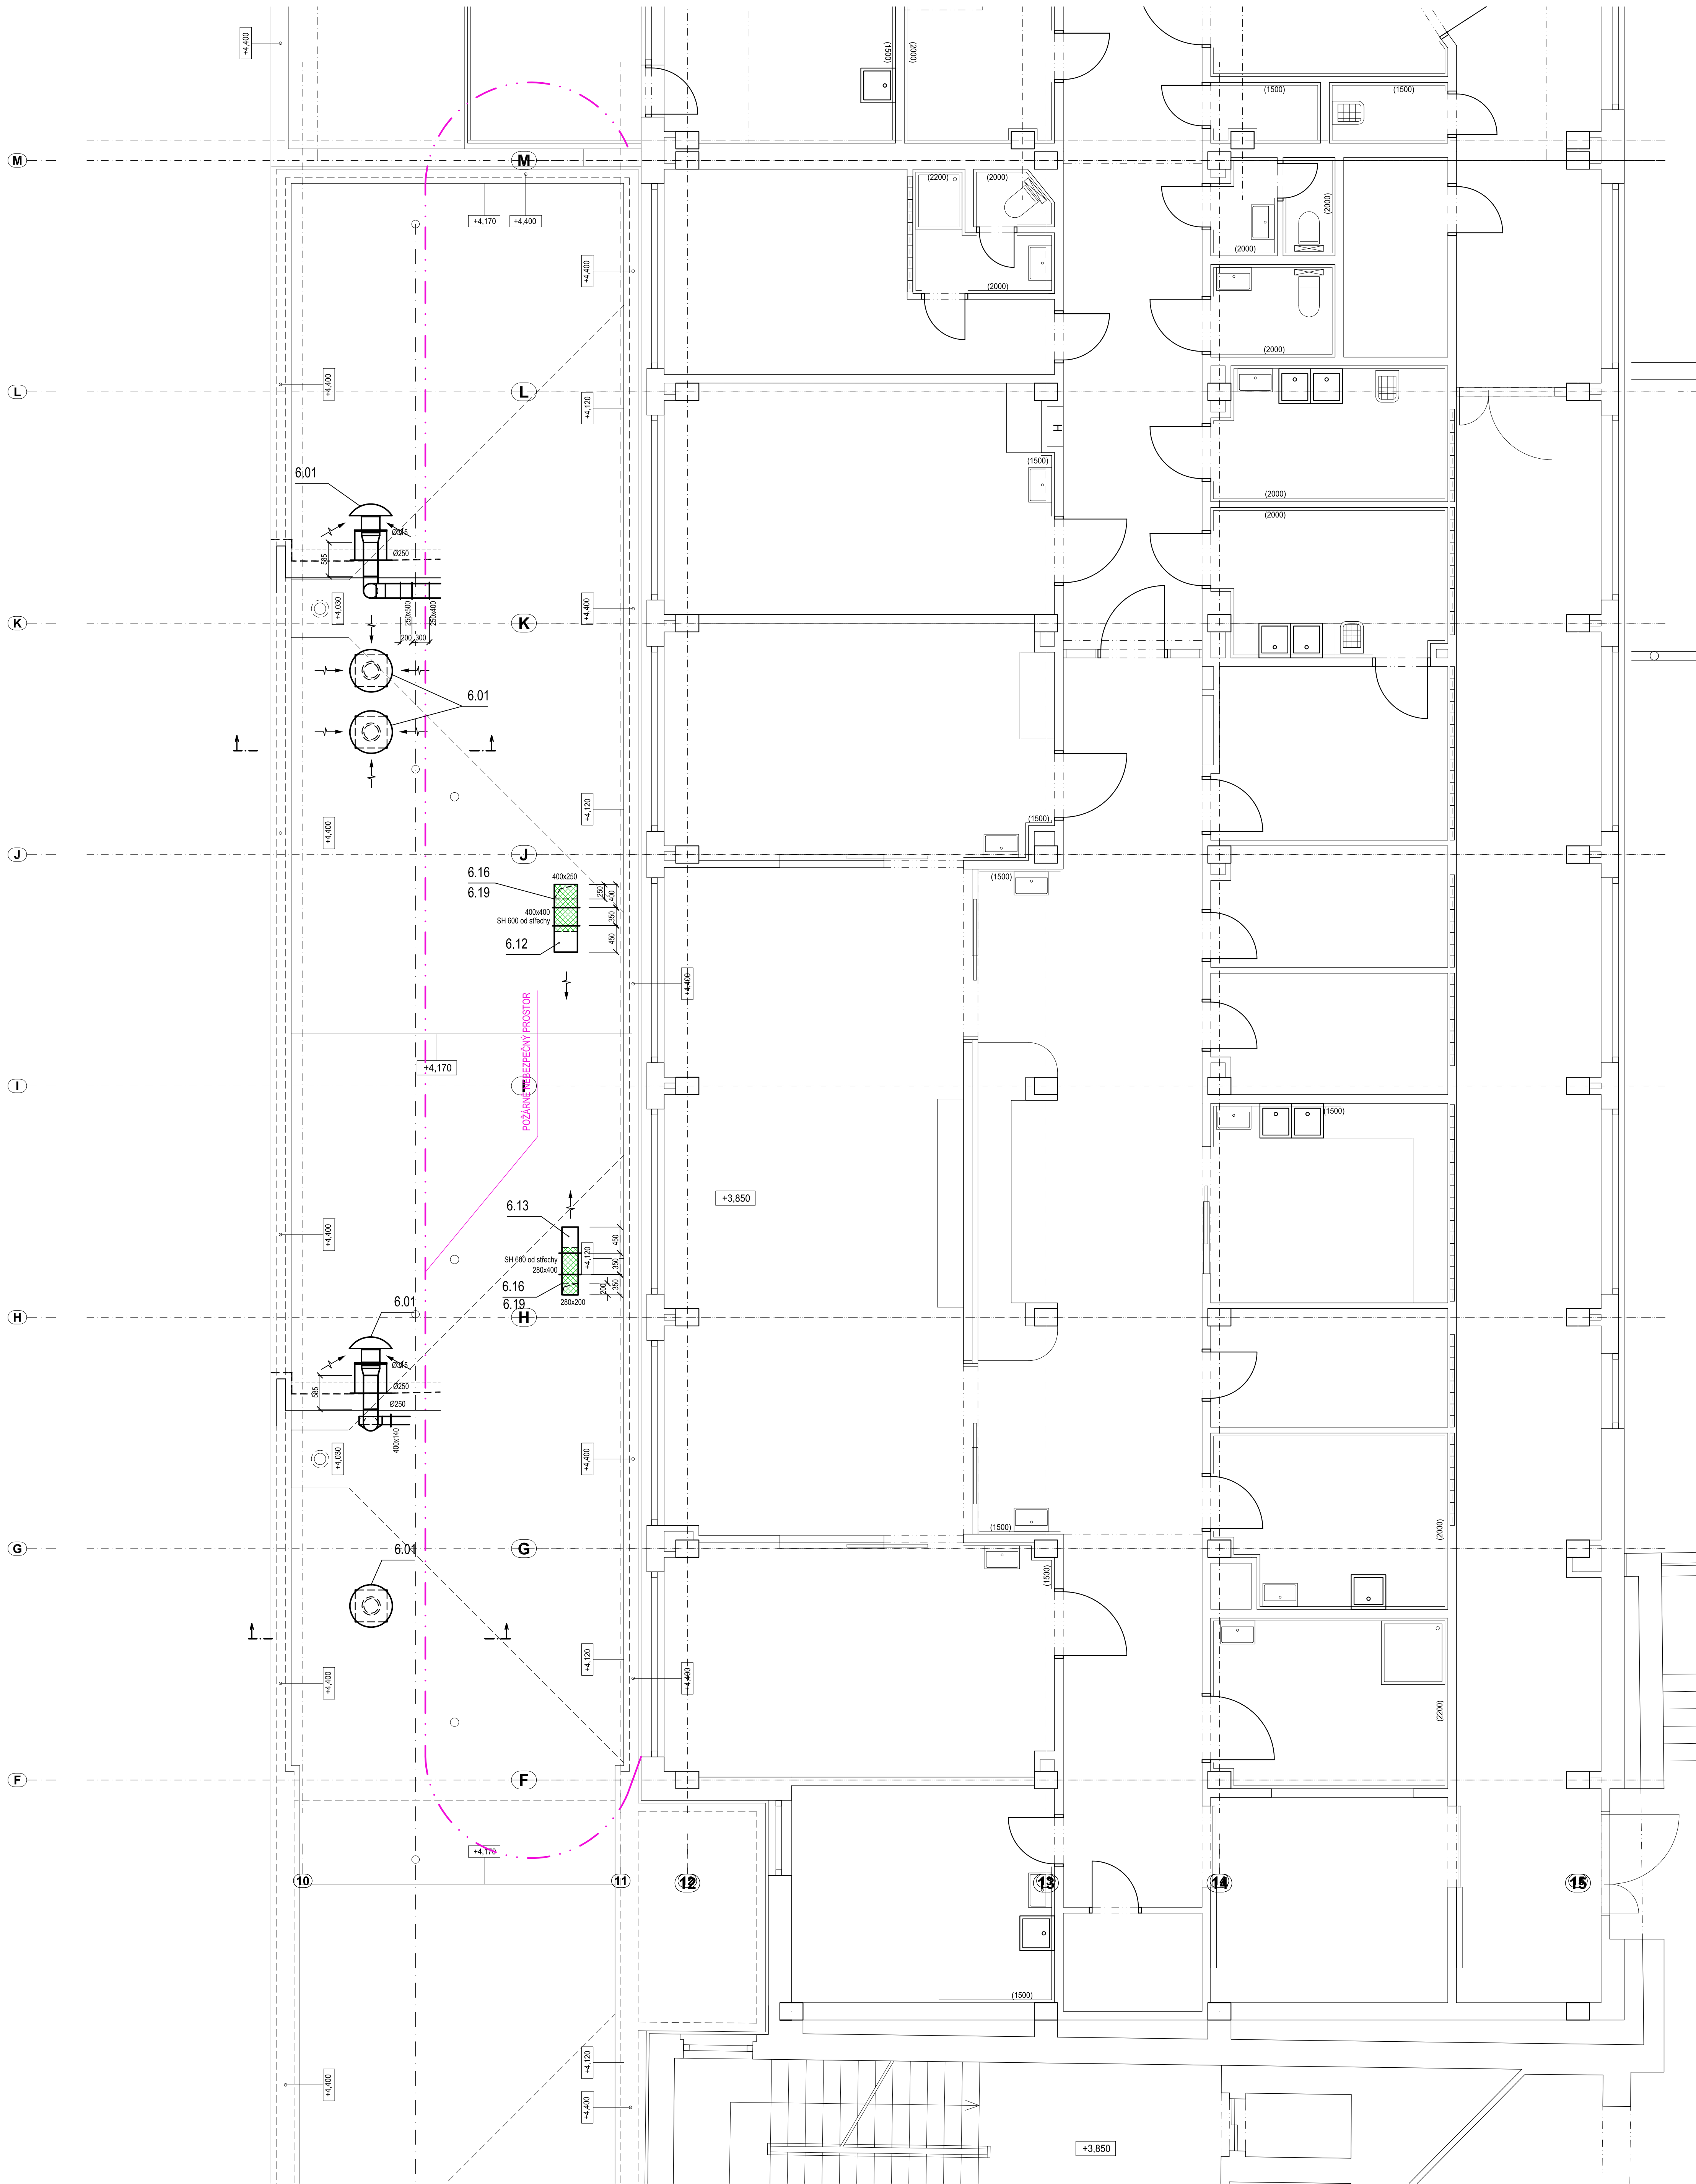 +4,400
(1500)
(2000)
(1500)
(1500)
M
M
+4,170
+4,400
(2200)
(2000)
(2000)
(2000)
(2000)
+4,400
(2000)
(2000)
L
L
+4,400
+4,120
H
(1500)
6.01
(2000)
(2000)
Ø315
Ø250
585
+4,030
250x500
250x400
200
300
+4,400
K
K
6.01
+4,120
+4,400
(1500)
J
J
6.16
6.19
400x250
250
400
400x400
SH 600 od střechy
350
6.12
450
(1500)
+4,400
POŽÁRNĚ NEBEZPEČNÝ PROSTOR
+4,170
I
I
(1500)
6.13
+3,850
+4,400
450
SH 600 od střechy
+4,120
280x400
350
6.16
200
350
6.19
280x200
6.01
H
H
Ø315
585
Ø250
Ø250
400x140
+4,030
+4,400
(2000)
(1500)
G
6.01
G
(1500)
+4,120
+4,400
+4,400
(2200)
F
F
+4,170
10
11
12
13
14
15
(1500)
+4,120
+4,400
+4,400
+3,850